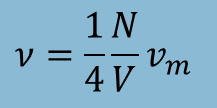 ν = 1/4 N/V v_m